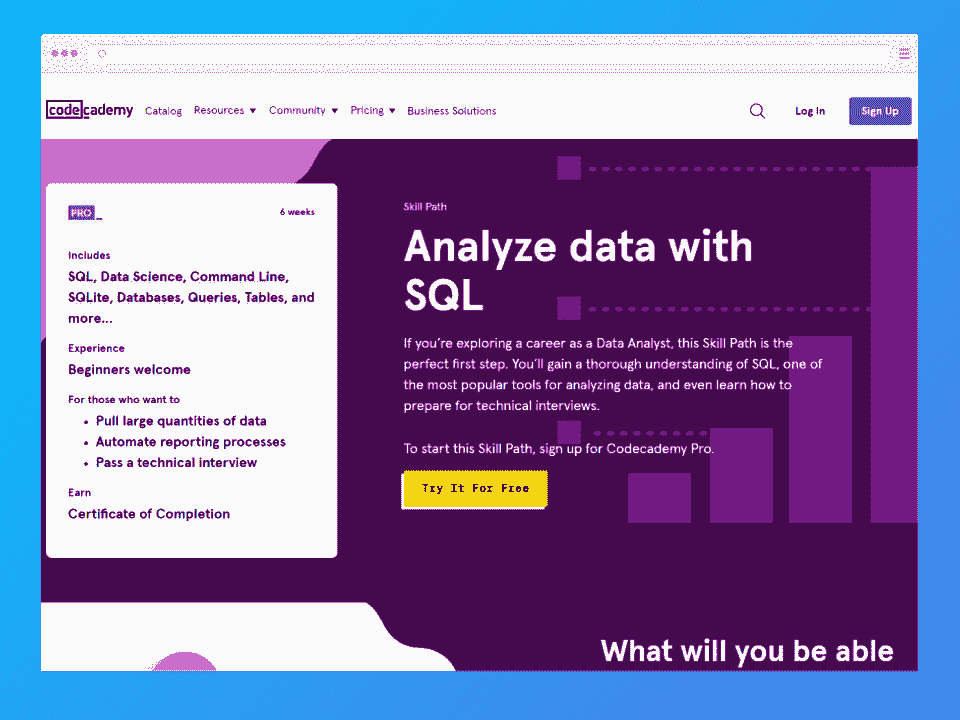 codecademy Catalog Resources Community Pricing Business Solutions Log In Sign Up
PRO 6 weeks
Includes
SQL, Data Science, Command Line,
SQLite, Databases, Queries, Tables, and
more...
Experience
Beginners welcome
For those who want to
• Pull large quantities of data
• Automate reporting processes
• Pass a technical interview
Earn
Certificate of Completion
Skill Path
Analyze data with
SQL
If you're exploring a career as a Data Analyst, this Skill Path is the
perfect first step. You'll gain a thorough understanding of SQL, one of
the most popular tools for analyzing data, and even learn how to
prepare for technical interviews.
To start this Skill Path, sign up for Codecademy Pro.
Try It For Free
What will you be able